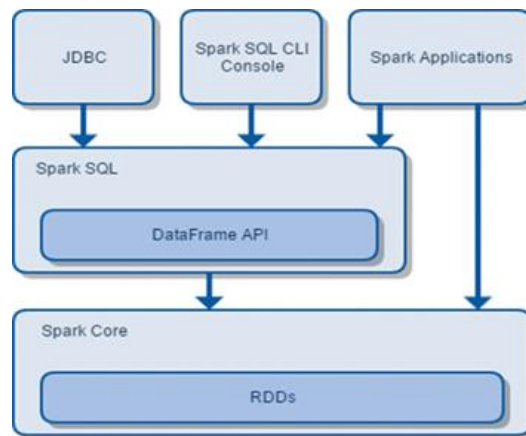 JDBC
Spark SQL CLI
Console
Spark Applications
Spark SQL
DataFrame API
Spark Core
RDDs